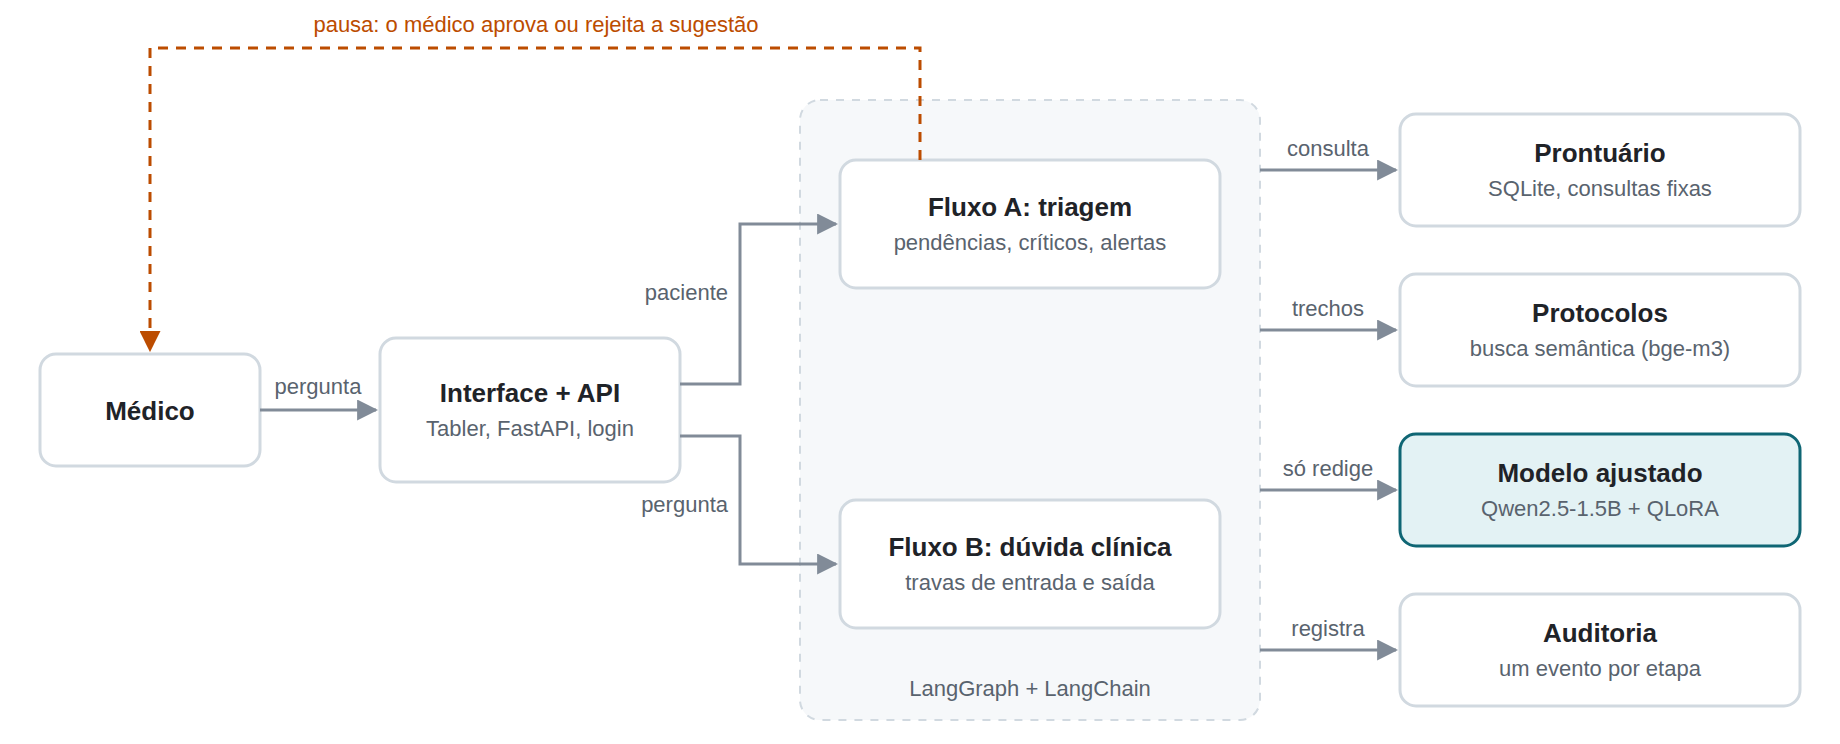 pausa: o médico aprova ou rejeita a sugestão
Médico
pergunta
Interface + API
Tabler, FastAPI, login
paciente
pergunta
Fluxo A: triagem
pendências, críticos, alertas
Fluxo B: dúvida clínica
travas de entrada e saída
LangGraph + LangChain
consulta
Prontuário
SQLite, consultas fixas
trechos
Protocolos
busca semântica (bge-m3)
só redige
Modelo ajustado
Qwen2.5-1.5B + QLoRA
registra
Auditoria
um evento por etapa